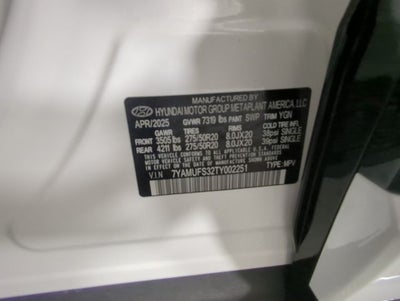 MANUFACTURED BY
HYUNDAI MOTOR GROUP METAPLANT AMERICA, LLC
APR/2025 GVWR 7319 lbs PAINT SWP TRIM YGN
GAWR TIRES RIMS COLD TIRE INFL
FRONT 3505 lbs 275/50R20 8.0JX20 38psi SINGLE
REAR 4211 lbs 275/50R20 8.0JX20 39psi SINGLE
THIS VEHICLE CONFORMS TO ALL APPLICABLE U.S. FEDERAL
MOTOR VEHICLE SAFETY AND THEFT PREVENTION STANDARDS
IN EFFECT ON THE DATE OF MANUFACTURE SHOWN ABOVE.
VIN 7YAMUFS32TY002251 TYPE: MPV